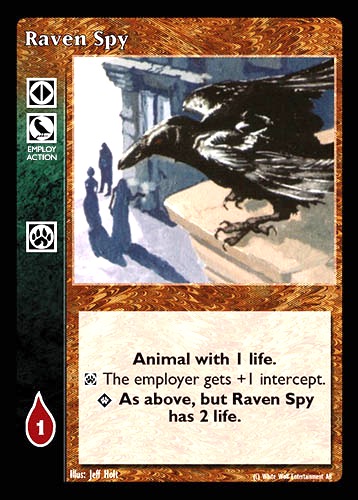 Raven Spy
EMPLOY
ACTION
1
Animal with 1 life.
The employer gets +1 intercept.
As above, but Raven Spy
has 2 life.
Illus: Jeff Holt
(C) White Wolf Entertainment AB